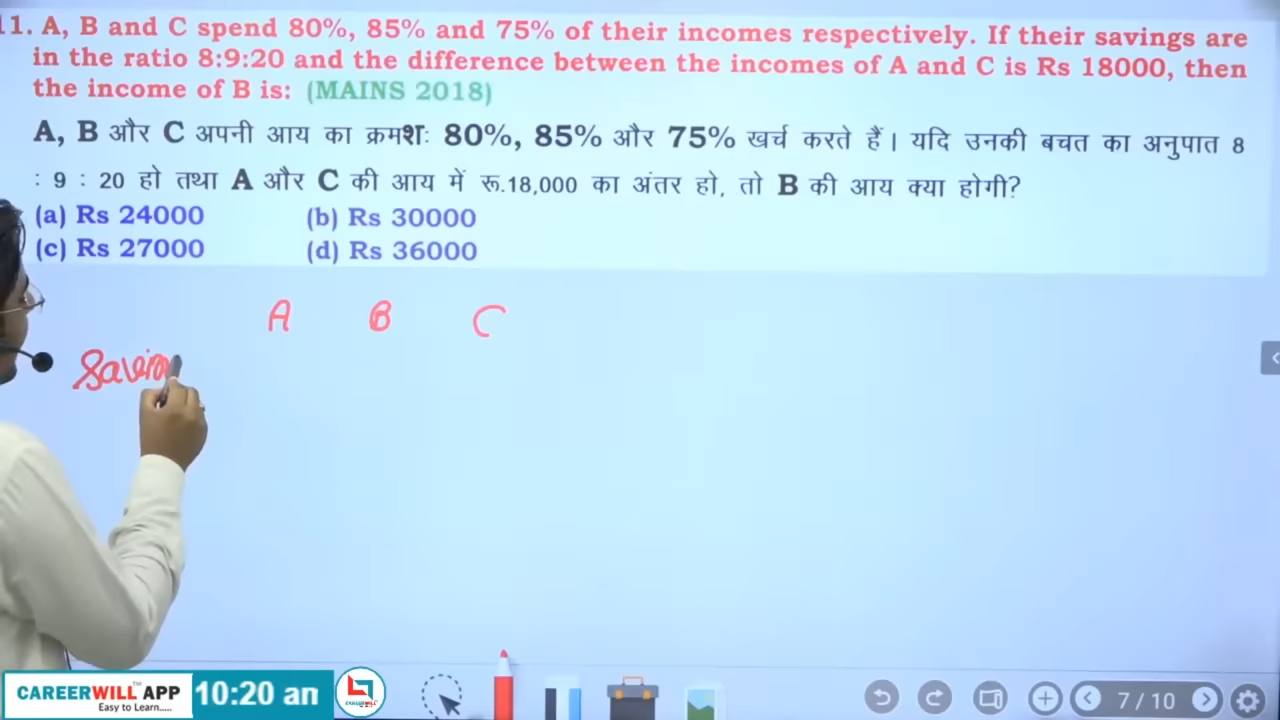 11. A, B and C spend 80%, 85% and 75% of their incomes respectively. If their savings are
in the ratio 8:9:20 and the difference between the incomes of A and C is Rs 18000, then
the income of B is: (MAINS 2018)
A, B और C अपनी आय का क्रमशः 80%, 85% और 75% खर्च करते हैं। यदि उनकी बचत का अनुपात 8
: 9 : 20 हो तथा A और C की आय में रू.18,000 का अंतर हो, तो B की आय क्या होगी?
(a) Rs 24000 (b) Rs 30000
(c) Rs 27000 (d) Rs 36000
A B C
Savin
CAREERWILL™ APP
Easy to Learn.....
10:20 an
CAREERWILL
7 / 10